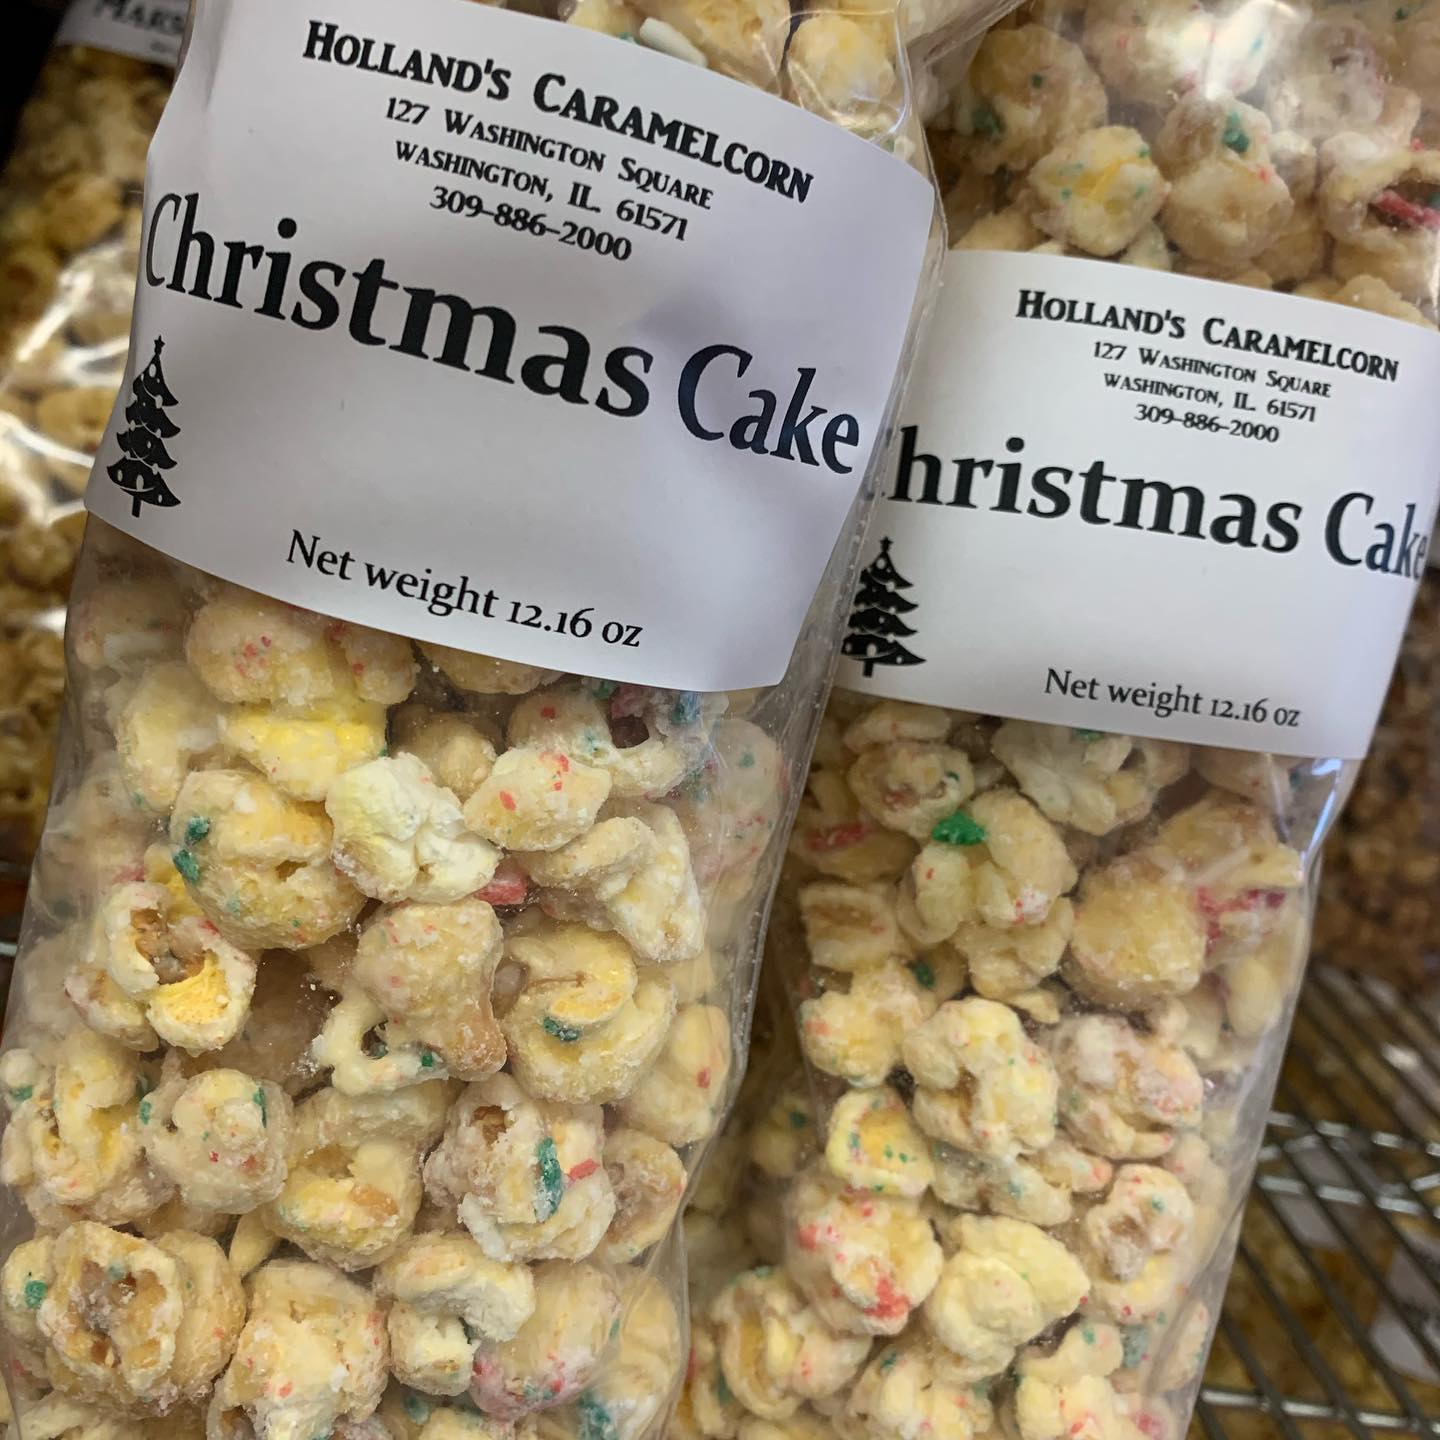 Holland's Caramelcorn
127 Washington Square
Washington, IL. 61571
309-886-2000
Christmas Cake
Net weight 12.16 oz
Holland's Caramelcorn
127 Washington Square
Washington, IL. 61571
309-886-2000
hristmas Cake
Net weight 12.16 oz